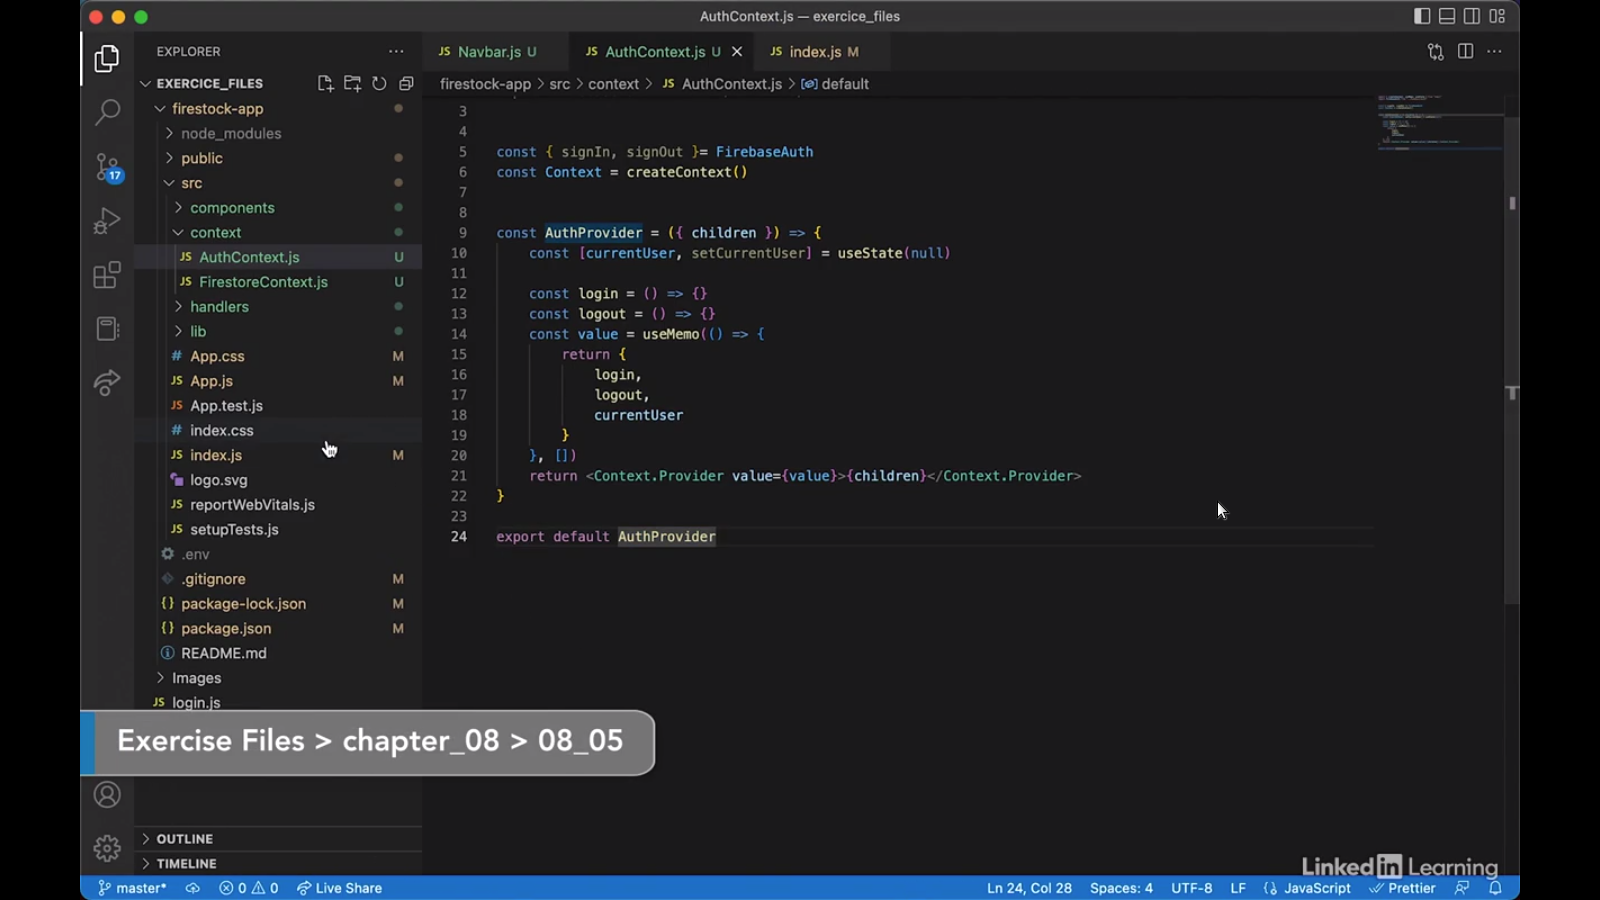 AuthContext.js — exercice_files
EXPLORER
Navbar.js U
AuthContext.js U
index.js M
EXERCICE_FILES
firestock-app > src > context > JS AuthContext.js > default
firestock-app
node_modules
public
src
components
context
JS AuthContext.js U
JS FirestoreContext.js U
handlers
lib
# App.css M
JS App.js M
JS App.test.js
# index.css
JS index.js M
logo.svg
JS reportWebVitals.js
JS setupTests.js
.env
.gitignore M
{} package-lock.json M
{} package.json M
README.md
Images
JS login.js
17
3
4
5 const { signIn, signOut }= FirebaseAuth
6 const Context = createContext()
7
8
9 const AuthProvider = ({ children }) => {
10 const [currentUser, setCurrentUser] = useState(null)
11
12 const login = () => {}
13 const logout = () => {}
14 const value = useMemo(() => {
15 return {
16 login,
17 logout,
18 currentUser
19 }
20 }, [])
21 return <Context.Provider value={value}>{children}</Context.Provider>
22 }
23
24 export default AuthProvider
Exercise Files > chapter_08 > 08_05
OUTLINE
TIMELINE
LinkedIn Learning
master* 0 0 Live Share
Ln 24, Col 28 Spaces: 4 UTF-8 LF JavaScript Prettier